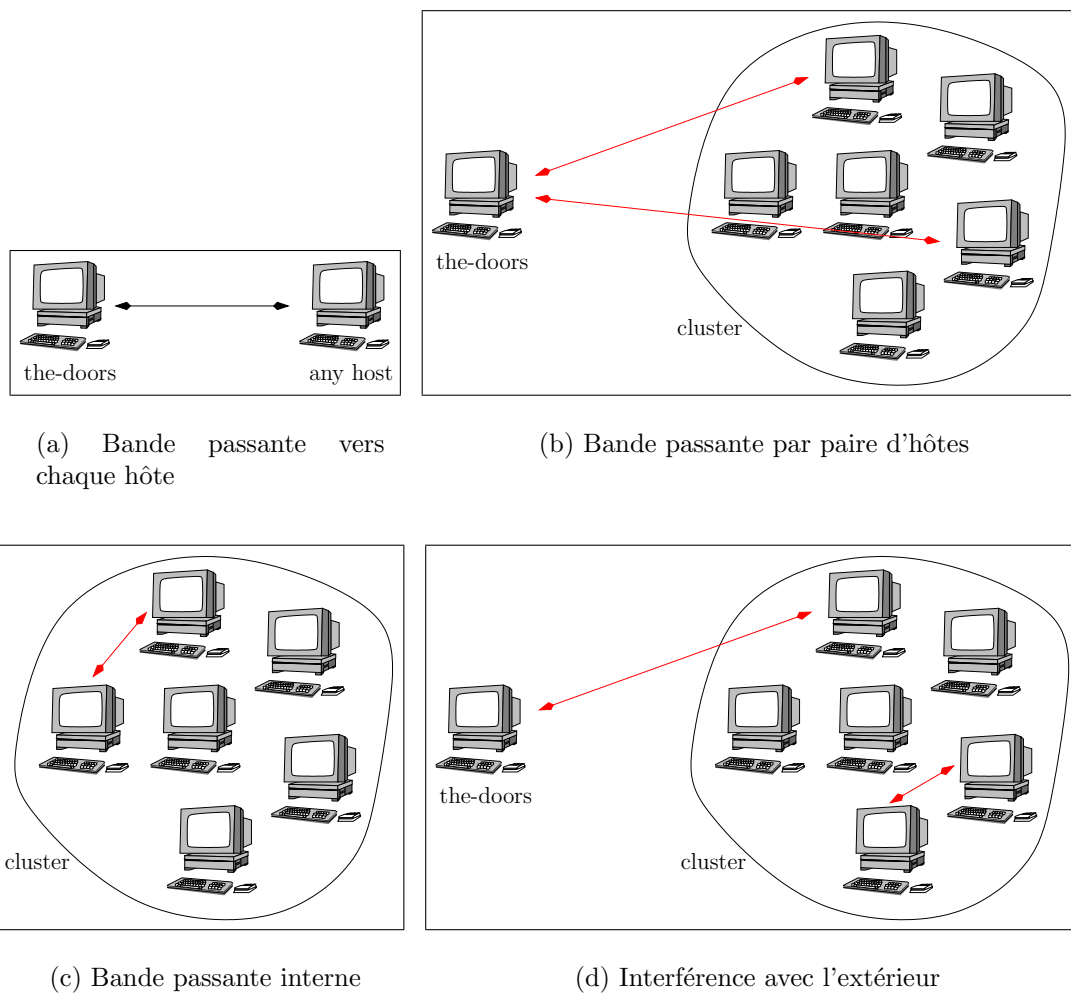 the-doors
cluster
the-doors
any host
(a) Bande passante vers
chaque hôte
(b) Bande passante par paire d'hôtes
the-doors
cluster
cluster
(c) Bande passante interne
(d) Interférence avec l'extérieur